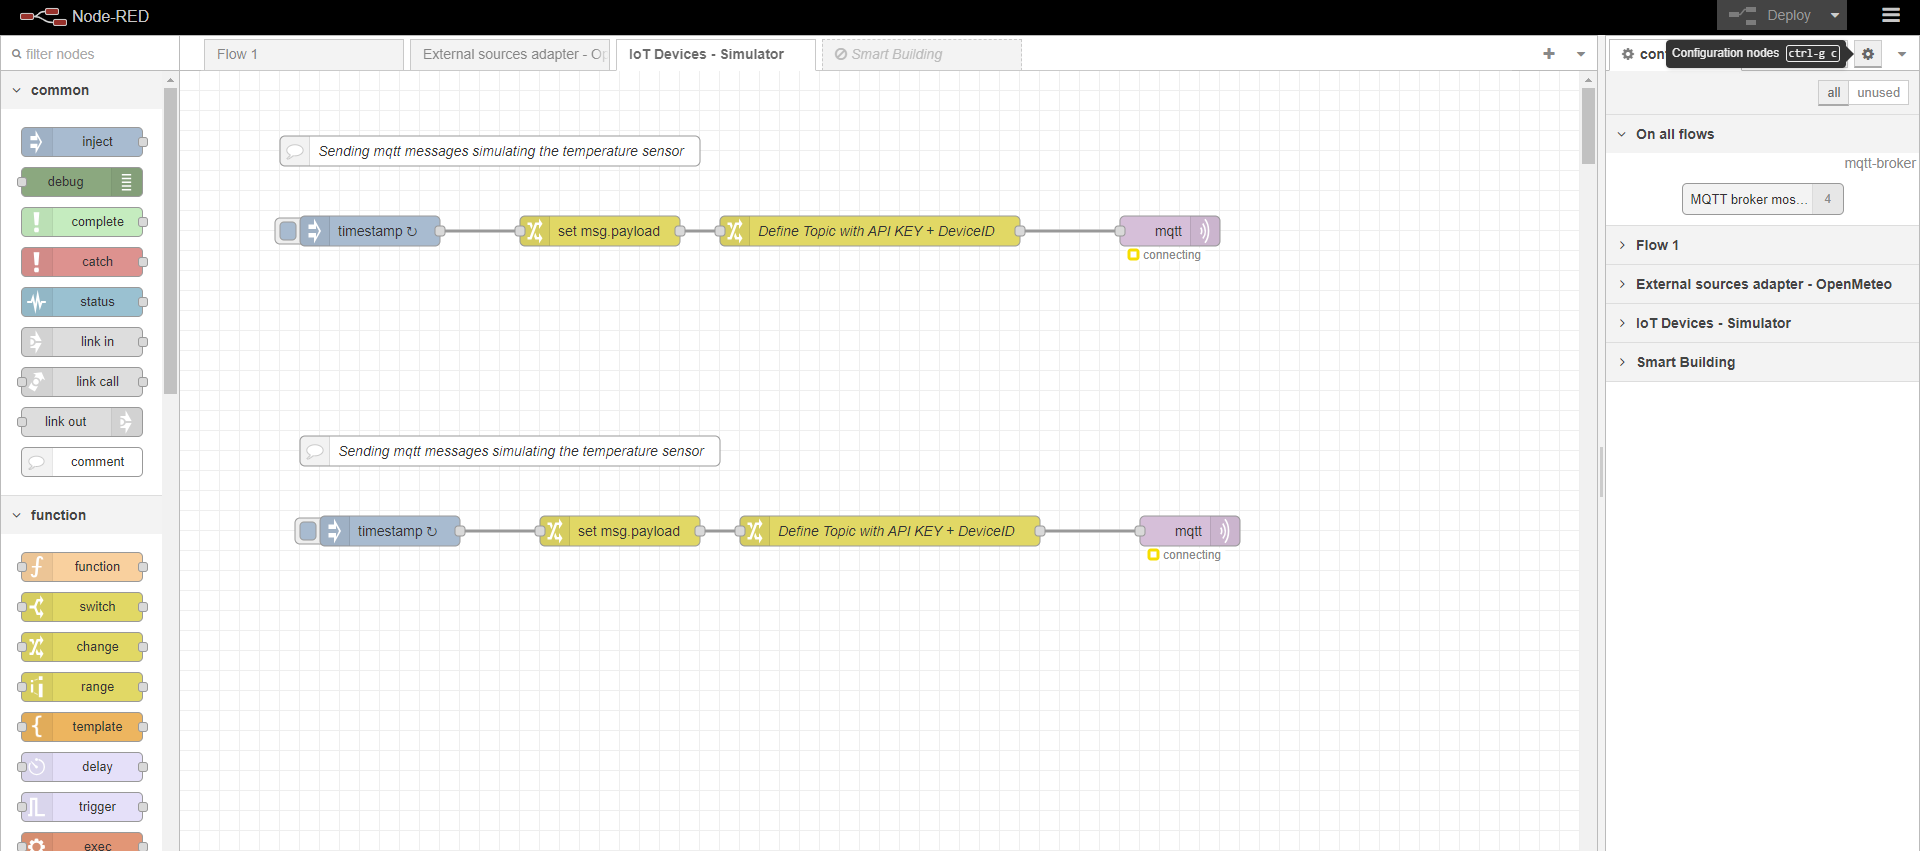 Node-RED
Deploy
filter nodes
Flow 1
External sources adapter - Op
IoT Devices - Simulator
Smart Building
con
Configuration nodes ctrl-g c
common
inject
debug
complete
catch
status
link in
link call
link out
comment
function
function
switch
change
range
template
delay
trigger
exec
Sending mqtt messages simulating the temperature sensor
timestamp ↻
set msg.payload
Define Topic with API KEY + DeviceID
mqtt
connecting
Sending mqtt messages simulating the temperature sensor
timestamp ↻
set msg.payload
Define Topic with API KEY + DeviceID
mqtt
connecting
all
unused
On all flows
mqtt-broker
MQTT broker mos... 4
Flow 1
External sources adapter - OpenMeteo
IoT Devices - Simulator
Smart Building